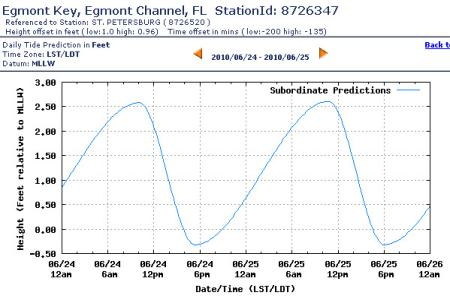 Egmont Key, Egmont Channel, FL StationId: 8726347
Referenced to Station: ST. PETERSBURG ( 8726520 )
Height offset in feet ( low:1.0 high: 0.96) Time offset in mins ( low:-200 high: -135)
Daily Tide Prediction in Feet
Time Zone: LST/LDT
Datum: MLLW
2010/06/24 - 2010/06/25
Back to
Subordinate Predictions
Height (Feet relative to MLLW)
3,00
2,50
2,00
1,50
1,00
0,50
0,00
-0,50
06/24 06/24 06/24 06/24 06/25 06/25 06/25 06/25 06/26
12am 6am 12pm 6pm 12am 6am 12pm 6pm 12am
Date/Time (LST/LDT)